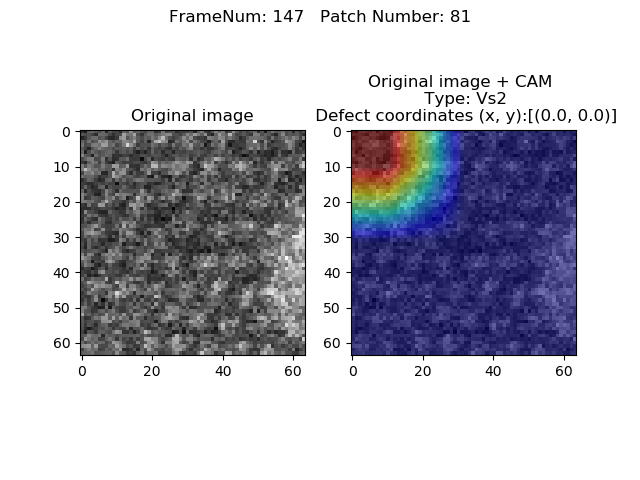 FrameNum: 147   Patch Number: 81
Original image
0
10
20
30
40
50
60
0 20 40 60
Original image + CAM
Type: Vs2
Defect coordinates (x, y):[(0.0, 0.0)]
0
10
20
30
40
50
60
0 20 40 60